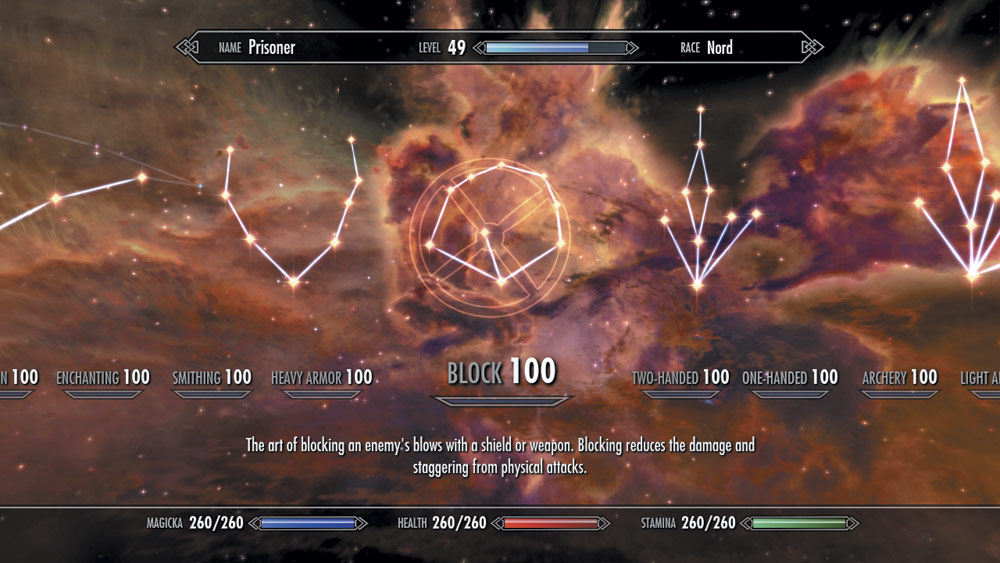 NAME Prisoner LEVEL 49 RACE Nord
N 100 ENCHANTING 100 SMITHING 100 HEAVY ARMOR 100 BLOCK 100 TWO-HANDED 100 ONE-HANDED 100 ARCHERY 100 LIGHT A
The art of blocking an enemy's blows with a shield or weapon. Blocking reduces the damage and
staggering from physical attacks.
MAGICKA 260/260 HEALTH 260/260 STAMINA 260/260